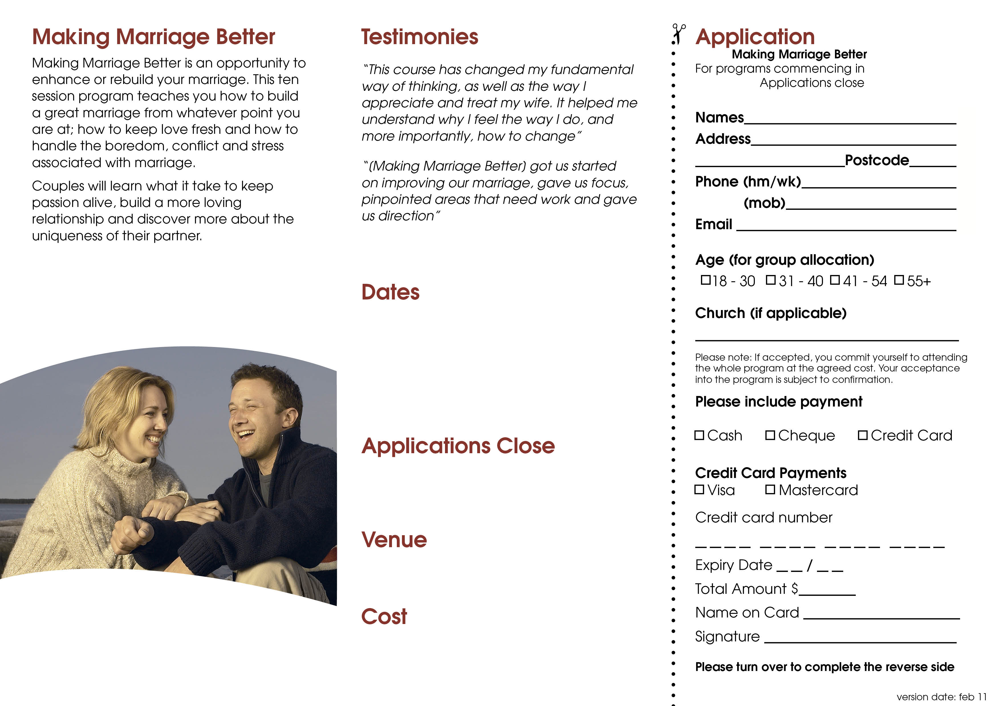 Making Marriage Better
Making Marriage Better is an opportunity to
enhance or rebuild your marriage. This ten
session program teaches you how to build
a great marriage from whatever point you
are at; how to keep love fresh and how to
handle the boredom, conflict and stress
associated with marriage.
Couples will learn what it take to keep
passion alive, build a more loving
relationship and discover more about the
uniqueness of their partner.
Testimonies
“This course has changed my fundamental
way of thinking, as well as the way I
appreciate and treat my wife. It helped me
understand why I feel the way I do, and
more importantly, how to change”
“(Making Marriage Better) got us started
on improving our marriage, gave us focus,
pinpointed areas that need work and gave
us direction”
Dates
Applications Close
Venue
Cost
Application
Making Marriage Better
For programs commencing in
Applications close
Names
Address
Postcode
Phone (hm/wk)
(mob)
Email
Age (for group allocation)
18 - 30 31 - 40 41 - 54 55+
Church (if applicable)
Please note: If accepted, you commit yourself to attending
the whole program at the agreed cost. Your acceptance
into the program is subject to confirmation.
Please include payment
Cash Cheque Credit Card
Credit Card Payments
Visa Mastercard
Credit card number
Expiry Date __/__
Total Amount $
Name on Card
Signature
Please turn over to complete the reverse side
version date: feb 11